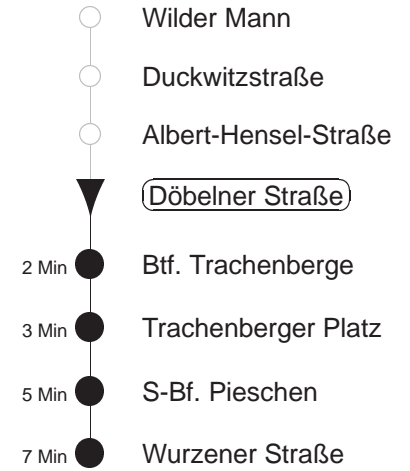 Wilder Mann
Duckwitzstraße
Albert-Hensel-Straße
Döbelner Straße
2 Min Btf. Trachenberge
3 Min Trachenberger Platz
5 Min S-Bf. Pieschen
7 Min Wurzener Straße